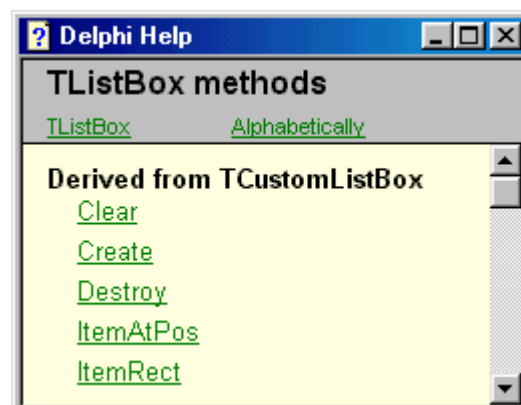 Delphi Help
TListBox methods
TListBox Alphabetically
Derived from TCustomListBox
Clear
Create
Destroy
ItemAtPos
ItemRect